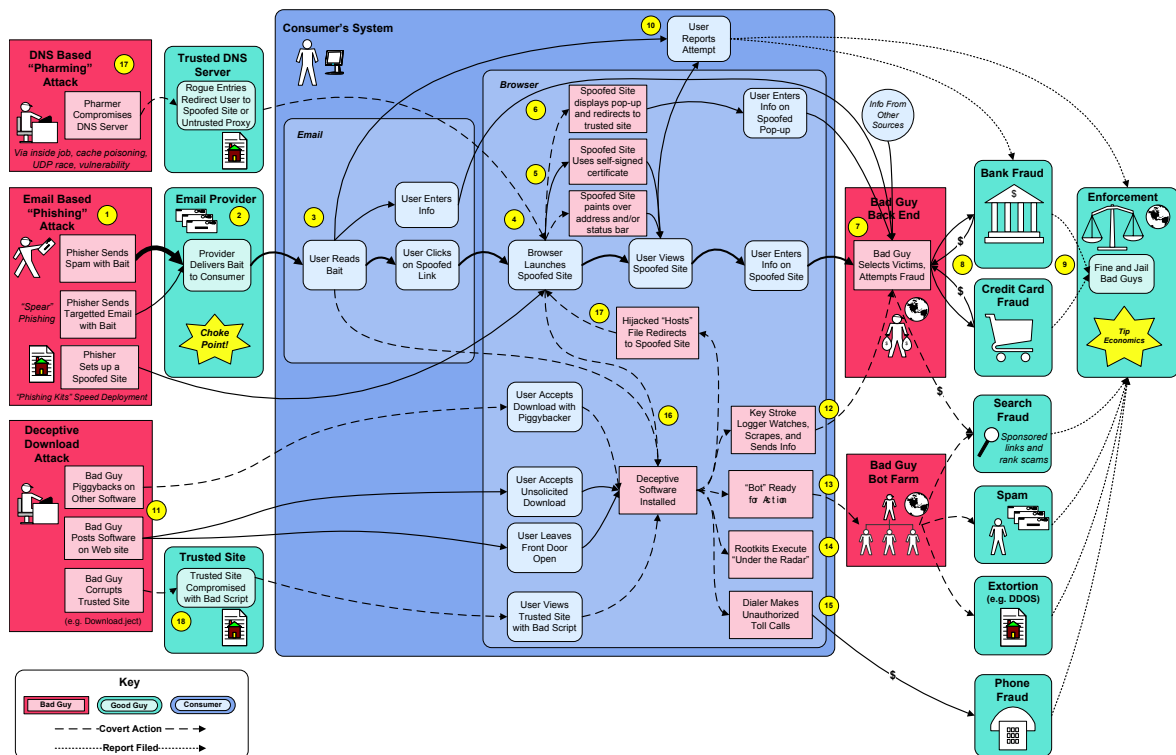 DNS Based
“Pharming”
Attack
17
Pharmer
Compromises
DNS Server
Via inside job, cache poisoning,
UDP race, vulnerability
Trusted DNS
Server
Rogue Entries
Redirect User to
Spoofed Site or
Untrusted Proxy
Email Based
“Phishing”
Attack
1
Phisher Sends
Spam with Bait
“Spear”
Phishing
Phisher Sends
Targetted Email
with Bait
Phisher
Sets up a
Spoofed Site
“Phishing Kits” Speed Deployment
Email Provider
2
Provider
Delivers Bait
to Consumer
Choke
Point!
Deceptive
Download
Attack
Bad Guy
Piggybacks on
Other Software
11
Bad Guy
Posts Software
on Web site
Bad Guy
Corrupts
Trusted Site
(e.g. Download.ject)
Trusted Site
Trusted Site
Compromised
with Bad Script
18
Consumer’s System
10
User
Reports
Attempt
Email
3
User Reads
Bait
User Enters
Info
User Clicks
on Spoofed
Link
Browser
6
Spoofed Site
displays pop-up
and redirects to
trusted site
User Enters
Info on
Spoofed
Pop-up
5
Spoofed Site
Uses self-signed
certificate
4
Spoofed Site
paints over
address and/or
status bar
Browser
Launches
Spoofed Site
User Views
Spoofed Site
User Enters
Info on
Spoofed Site
17
Hijacked “Hosts”
File Redirects
to Spoofed Site
User Accepts
Download with
Piggybacker
16
User Accepts
Unsolicited
Download
User Leaves
Front Door
Open
User Views
Trusted Site
with Bad Script
Deceptive
Software
Installed
Key Stroke
Logger Watches,
Scrapes, and
Sends Info
12
“Bot” Ready
for Action
13
Rootkits Execute
“Under the Radar”
14
Dialer Makes
Unauthorized
Toll Calls
15
Info From
Other
Sources
Bad Guy
Back End
7
Bad Guy
Selects Victims,
Attempts Fraud
$
$
$
$
$
8
Bad Guy
Bot Farm
$
Bank Fraud
$
Credit Card
Fraud
9
Search
Fraud
Sponsored
links and
rank scams
Spam
Extortion
(e.g. DDOS)
Phone
Fraud
Enforcement
Fine and Jail
Bad Guys
Tip
Economics
Key
Bad Guy
Good Guy
Consumer
Covert Action
Report Filed